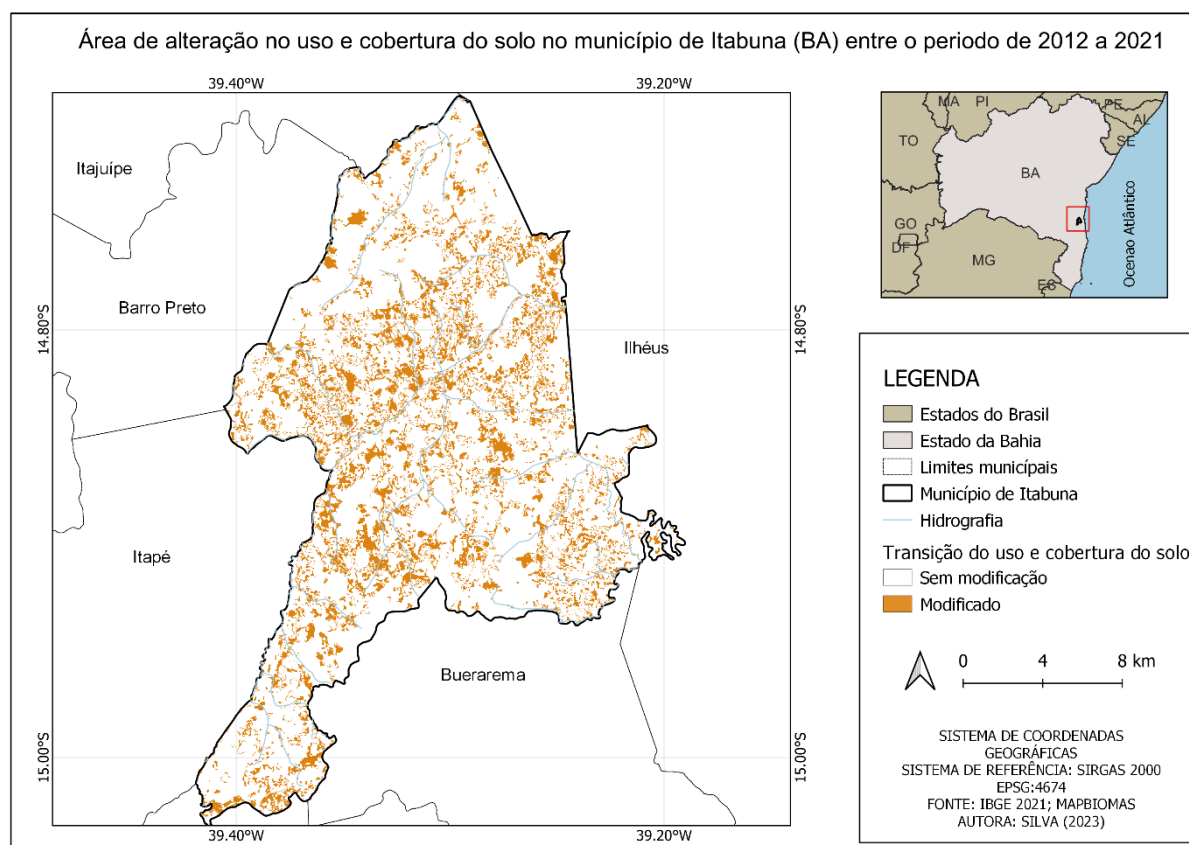 Área de alteração no uso e cobertura do solo no município de Itabuna (BA) entre o periodo de 2012 a 2021
39.40°W
39.20°W
Itajuípe
Barro Preto
14.80°S
Ilhéus
14.80°S
Itapé
Buerarema
15.00°S
15.00°S
39.40°W
39.20°W
MA
PI
PE
AL
SE
TO
BA
GO
DF
MG
ES
Ocenao Atlântico
LEGENDA
Estados do Brasil
Estado da Bahia
Limites municípais
Município de Itabuna
Hidrografia
Transição do uso e cobertura do solo
Sem modificação
Modificado
0 4 8 km
SISTEMA DE COORDENADAS
GEOGRÁFICAS
SISTEMA DE REFERÊNCIA: SIRGAS 2000
EPSG:4674
FONTE: IBGE 2021; MAPBIOMAS
AUTORA: SILVA (2023)